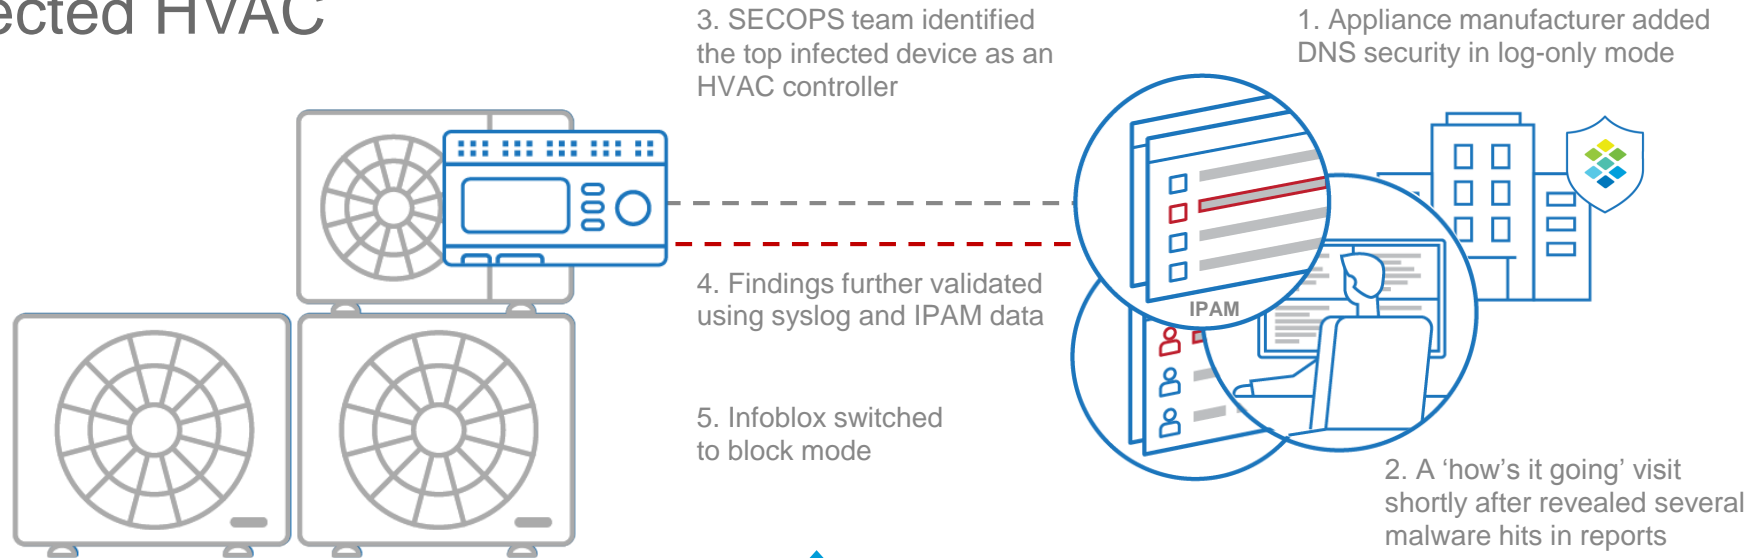 HVAC
3. SECOPS team identified
the top infected device as an
HVAC controller
1. Appliance manufacturer added
DNS security in log-only mode
4. Findings further validated
using syslog and IPAM data
IPAM
5. Infoblox switched
to block mode
2. A ‘how’s it going’ visit
shortly after revealed several
malware hits in reports